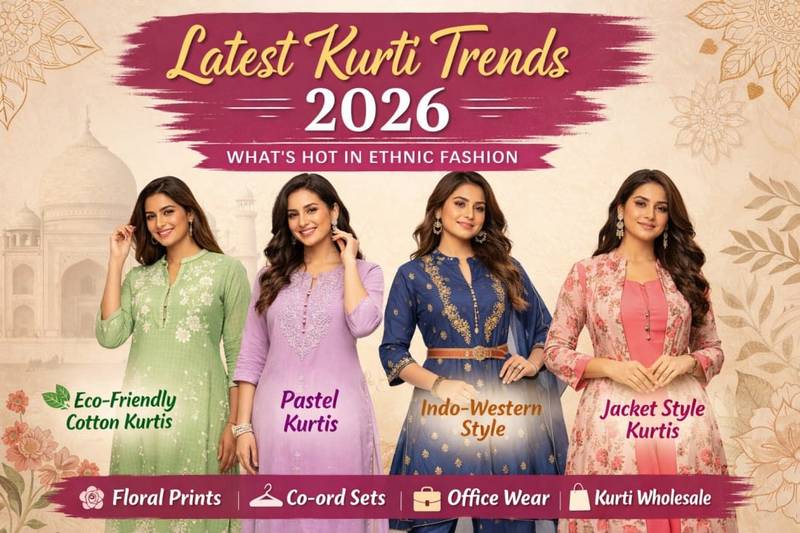 Latest Kurti Trends
2026
WHAT'S HOT IN ETHNIC FASHION
Eco-Friendly
Cotton Kurtis
Pastel
Kurtis
Indo-Western
Style
Jacket Style
Kurtis
Floral Prints | Co-ord Sets | Office Wear | Kurti Wholesale